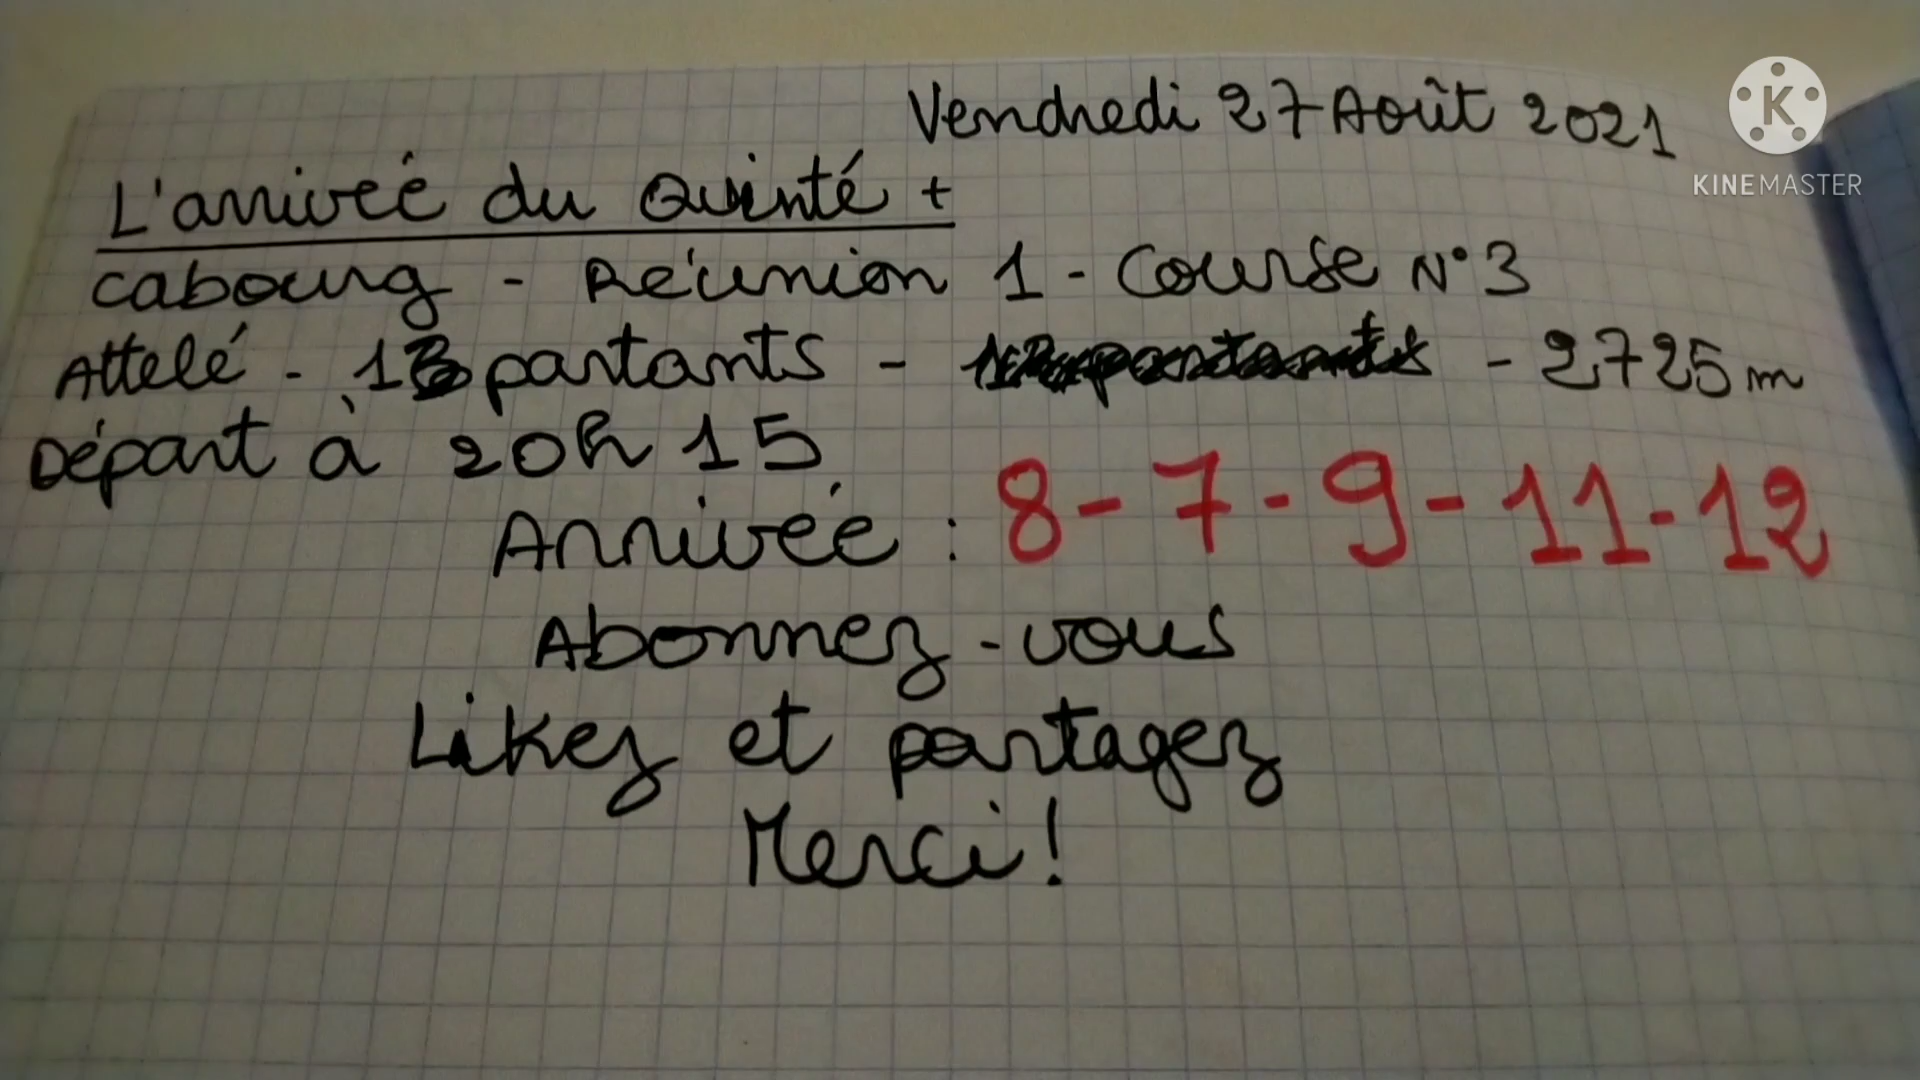 Vendredi 27 Août 2021
KINEMASTER
L'arrivée du Quinté +
Cabourg - Réunion 1 - Course N°3
Attelé - 13 partants - - 2725m
Départ à 20h15
Arrivée : 8-7-9-11-12
Abonnez-vous
Likez et partagez
Merci !